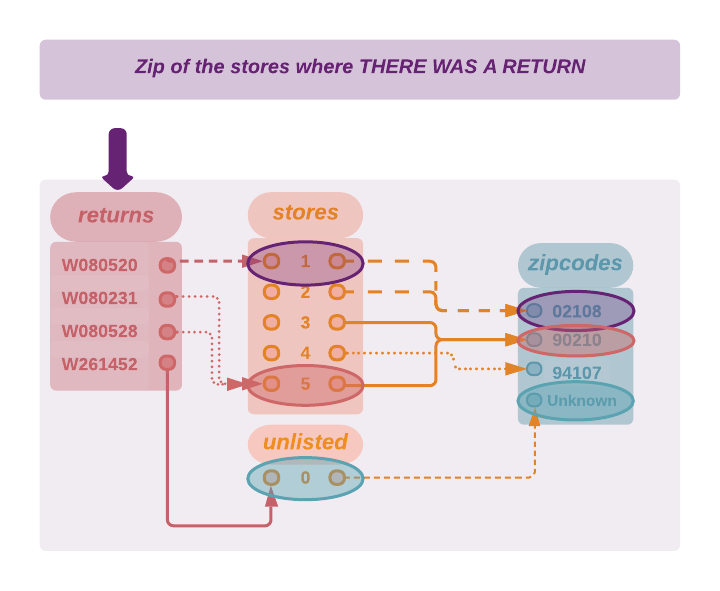 Zip of the stores where THERE WAS A RETURN
returns
W080520
W080231
W080528
W261452
stores
1
2
3
4
5
unlisted
0
zipcodes
02108
90210
94107
Unknown